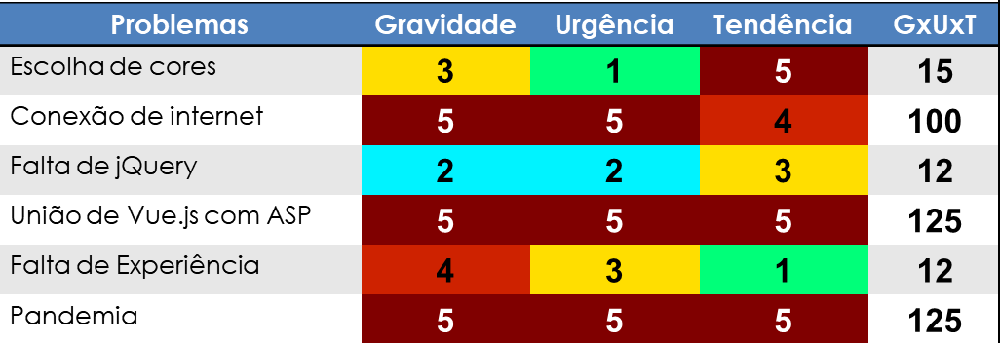 Problemas Gravidade Urgência Tendência GxUxT
Escolha de cores 3 1 5 15
Conexão de internet 5 5 4 100
Falta de jQuery 2 2 3 12
União de Vue.js com ASP 5 5 5 125
Falta de Experiência 4 3 1 12
Pandemia 5 5 5 125